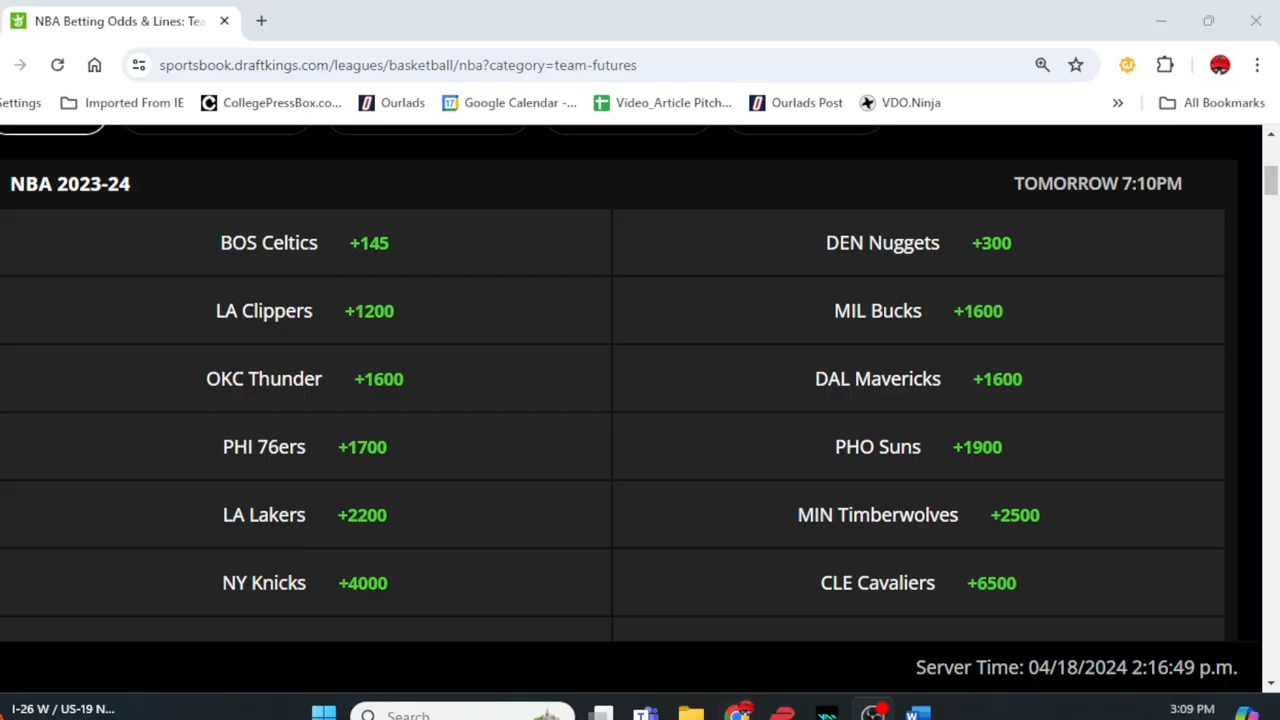 NBA Betting Odds & Lines: Tea
sportsbook.draftkings.com/leagues/basketball/nba?category=team-futures
Settings Imported From IE CollegePressBox.co... Ourlads Google Calendar -... Video_Article Pitch... Ourlads Post VDO.Ninja All Bookmarks
NBA 2023-24 TOMORROW 7:10PM
BOS Celtics +145 DEN Nuggets +300
LA Clippers +1200 MIL Bucks +1600
OKC Thunder +1600 DAL Mavericks +1600
PHI 76ers +1700 PHO Suns +1900
LA Lakers +2200 MIN Timberwolves +2500
NY Knicks +4000 CLE Cavaliers +6500
Server Time: 04/18/2024 2:16:49 p.m.
I-26 W / US-19 N... Search 3:09 PM